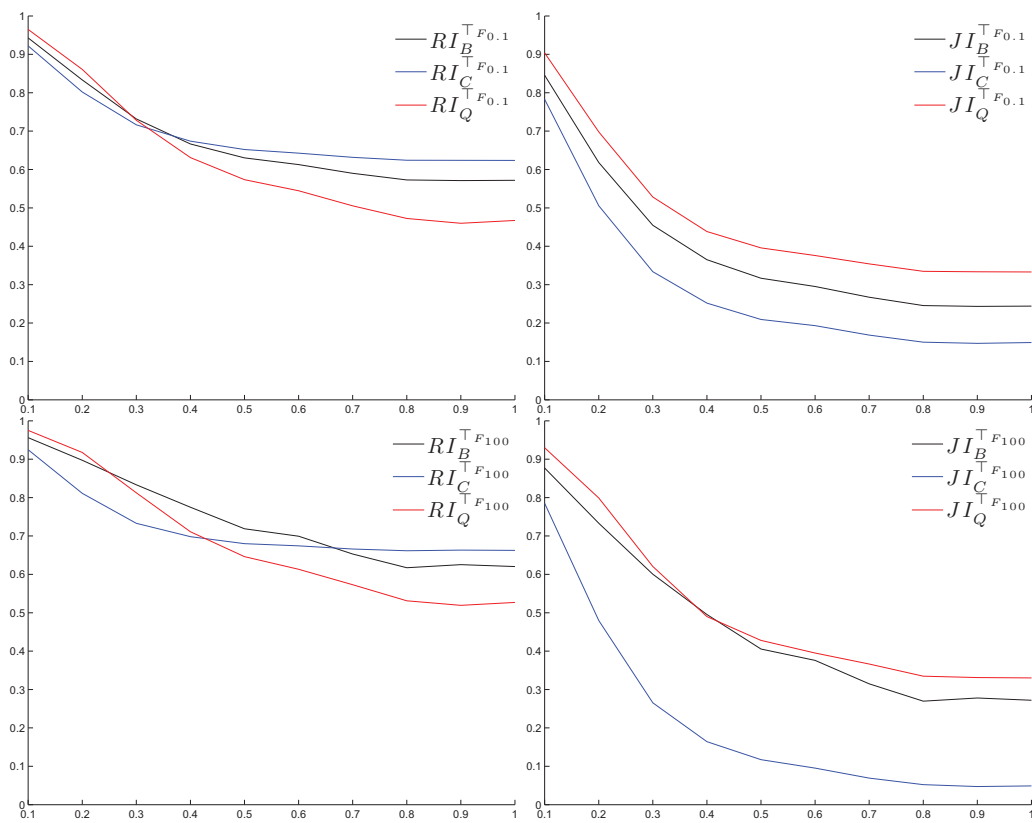 1
0.9
0.8
0.7
0.6
0.5
0.4
0.3
0.2
0.1
0
0.1 0.2 0.3 0.4 0.5 0.6 0.7 0.8 0.9 1
RI_B^{⊤_{F_{0.1}}}
RI_C^{⊤_{F_{0.1}}}
RI_Q^{⊤_{F_{0.1}}}
1
0.9
0.8
0.7
0.6
0.5
0.4
0.3
0.2
0.1
0
0.1 0.2 0.3 0.4 0.5 0.6 0.7 0.8 0.9 1
JI_B^{⊤_{F_{0.1}}}
JI_C^{⊤_{F_{0.1}}}
JI_Q^{⊤_{F_{0.1}}}
1
0.9
0.8
0.7
0.6
0.5
0.4
0.3
0.2
0.1
0
0.1 0.2 0.3 0.4 0.5 0.6 0.7 0.8 0.9 1
RI_B^{⊤_{F_{100}}}
RI_C^{⊤_{F_{100}}}
RI_Q^{⊤_{F_{100}}}
1
0.9
0.8
0.7
0.6
0.5
0.4
0.3
0.2
0.1
0
0.1 0.2 0.3 0.4 0.5 0.6 0.7 0.8 0.9 1
JI_B^{⊤_{F_{100}}}
JI_C^{⊤_{F_{100}}}
JI_Q^{⊤_{F_{100}}}